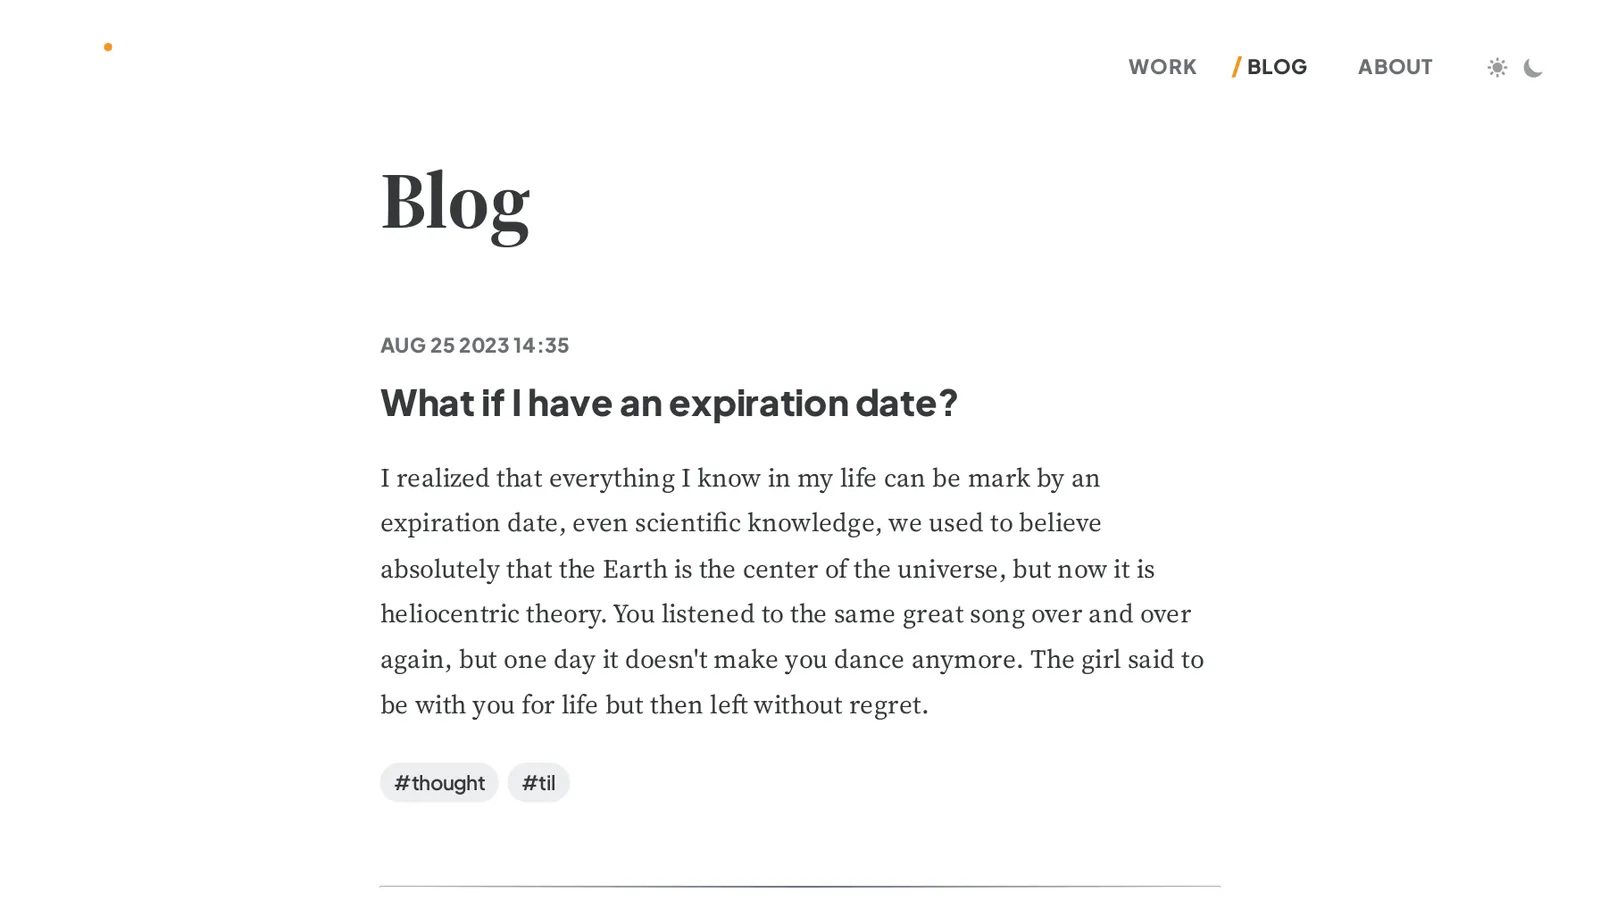 WORK / BLOG ABOUT
Blog
AUG 25 2023 14:35
What if I have an expiration date?
I realized that everything I know in my life can be mark by an
expiration date, even scientific knowledge, we used to believe
absolutely that the Earth is the center of the universe, but now it is
heliocentric theory. You listened to the same great song over and over
again, but one day it doesn't make you dance anymore. The girl said to
be with you for life but then left without regret.
#thought #til